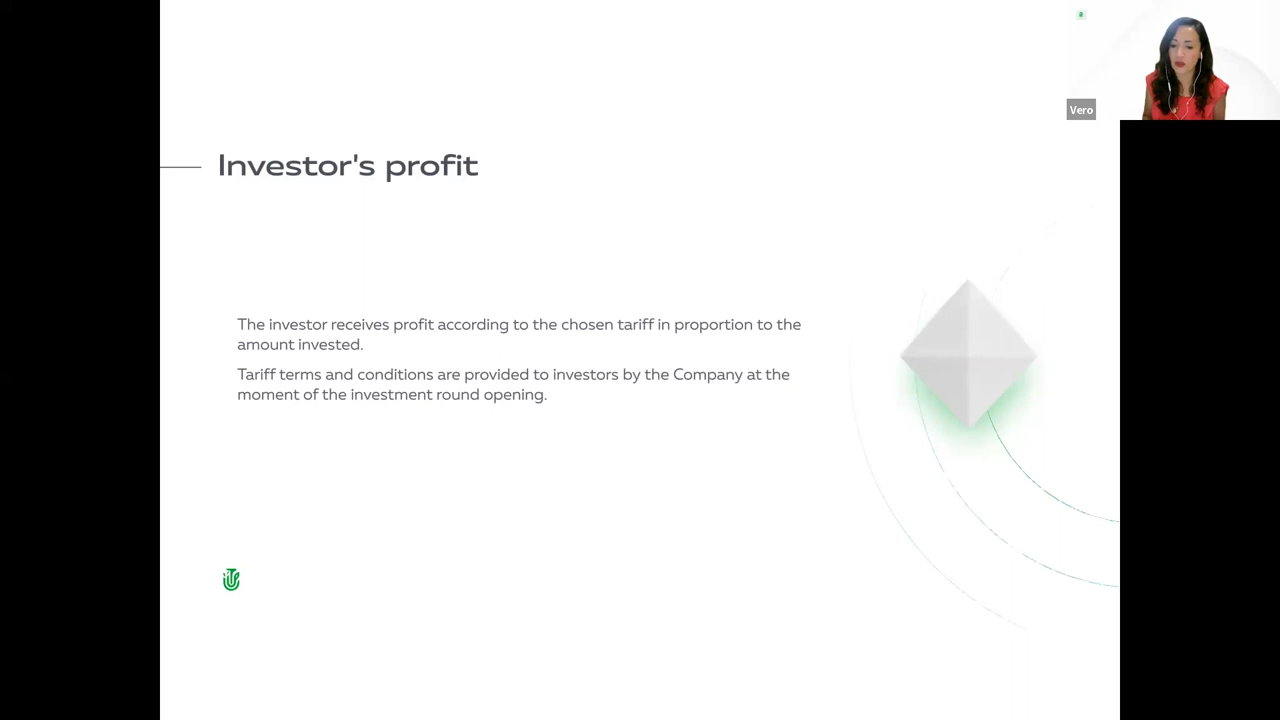 Vero
Investor's profit
The investor receives profit according to the chosen tariff in proportion to the
amount invested.
Tariff terms and conditions are provided to investors by the Company at the
moment of the investment round opening.